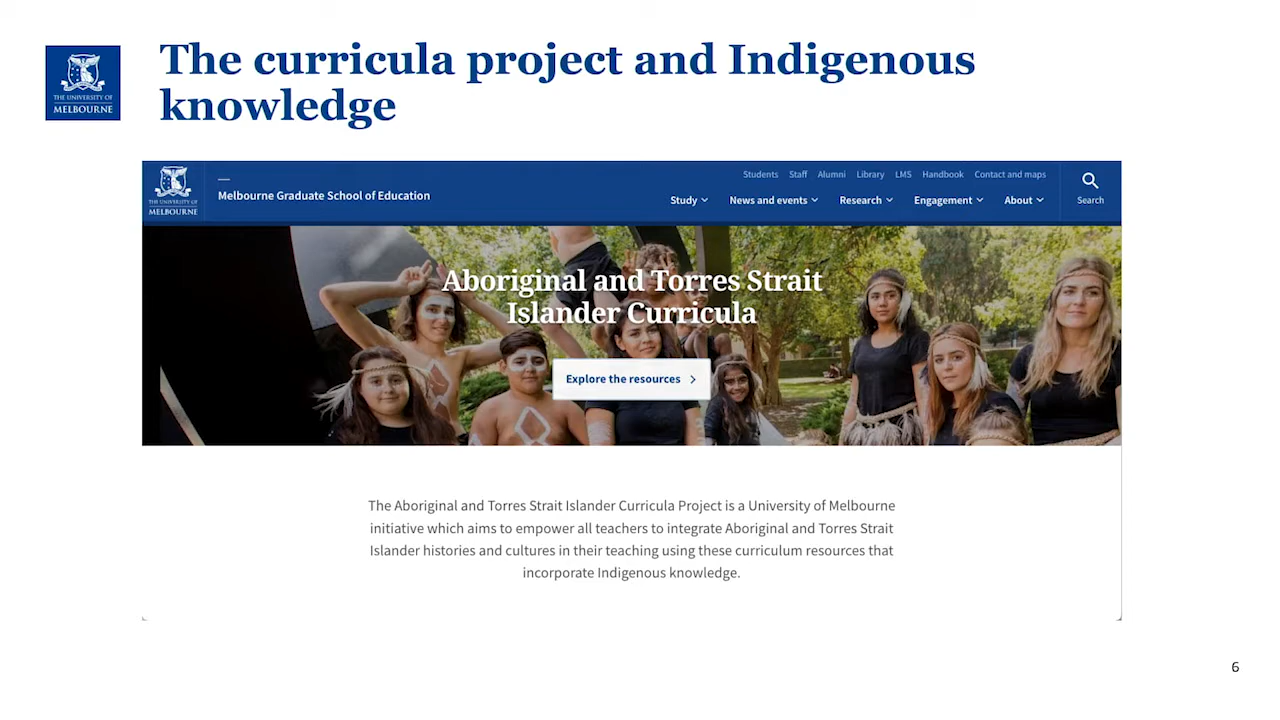 The curricula project and Indigenous
knowledge
THE UNIVERSITY OF
MELBOURNE
THE UNIVERSITY OF
MELBOURNE
Melbourne Graduate School of Education
Students Staff Alumni Library LMS Handbook Contact and maps
Study News and events Research Engagement About
Search
Aboriginal and Torres Strait
Islander Curricula
Explore the resources
The Aboriginal and Torres Strait Islander Curricula Project is a University of Melbourne
initiative which aims to empower all teachers to integrate Aboriginal and Torres Strait
Islander histories and cultures in their teaching using these curriculum resources that
incorporate Indigenous knowledge.
6